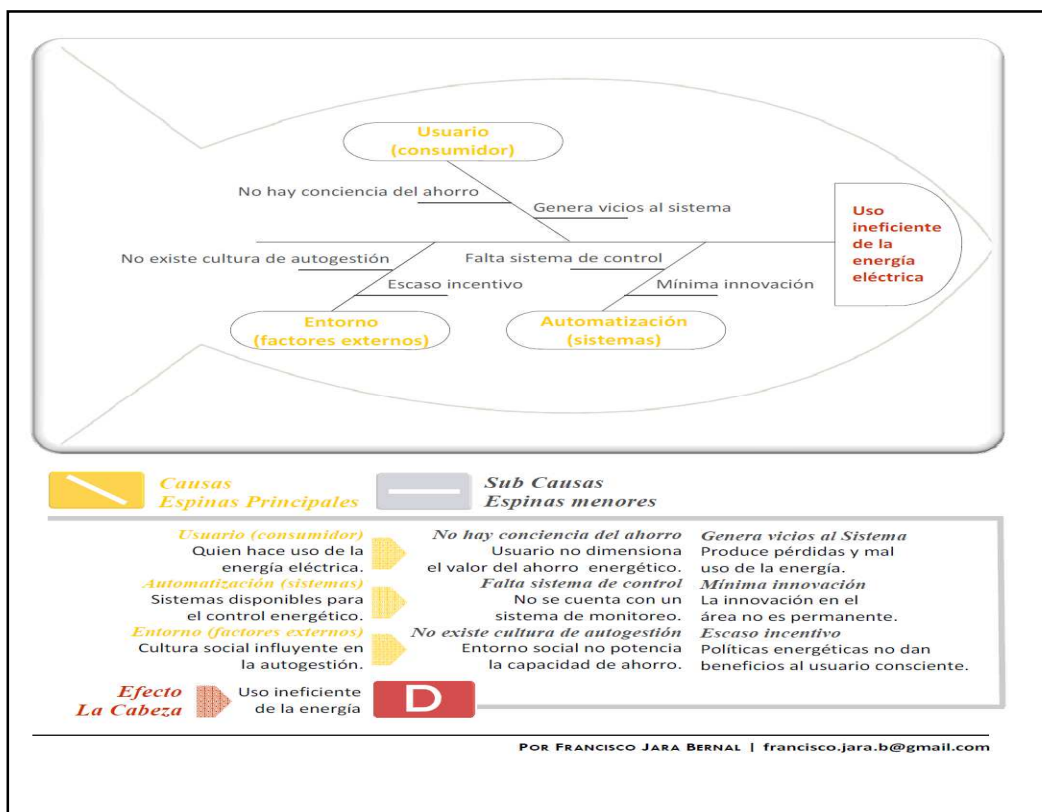 Usuario
(consumidor)
No hay conciencia del ahorro
Genera vicios al sistema
Uso
ineficiente
de la
energía
eléctrica
No existe cultura de autogestión
Falta sistema de control
Escaso incentivo
Mínima innovación
Entorno
(factores externos)
Automatización
(sistemas)
Causas
Espinas Principales
Sub Causas
Espinas menores
Usuario (consumidor)
Quien hace uso de la
energía eléctrica.
No hay conciencia del ahorro
Usuario no dimensiona
el valor del ahorro energético.
Genera vicios al Sistema
Produce pérdidas y mal
uso de la energía.
Automatización (sistemas)
Sistemas disponibles para
el control energético.
Falta sistema de control
No se cuenta con un
sistema de monitoreo.
Mínima innovación
La innovación en el
área no es permanente.
Entorno (factores externos)
Cultura social influyente en
la autogestión.
No existe cultura de autogestión
Entorno social no potencia
la capacidad de ahorro.
Escaso incentivo
Políticas energéticas no dan
beneficios al usuario consciente.
Efecto
La Cabeza
Uso ineficiente
de la energía
D
POR FRANCISCO JARA BERNAL | francisco.jara.b@gmail.com